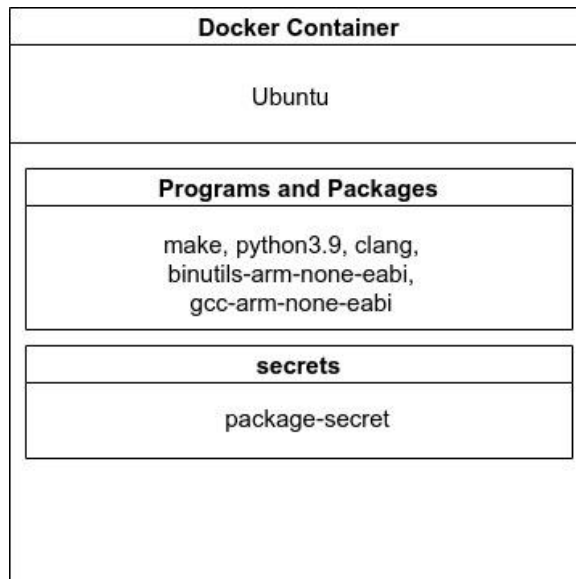 Docker Container
Ubuntu
Programs and Packages
make, python3.9, clang,
binutils-arm-none-eabi,
gcc-arm-none-eabi
secrets
package-secret